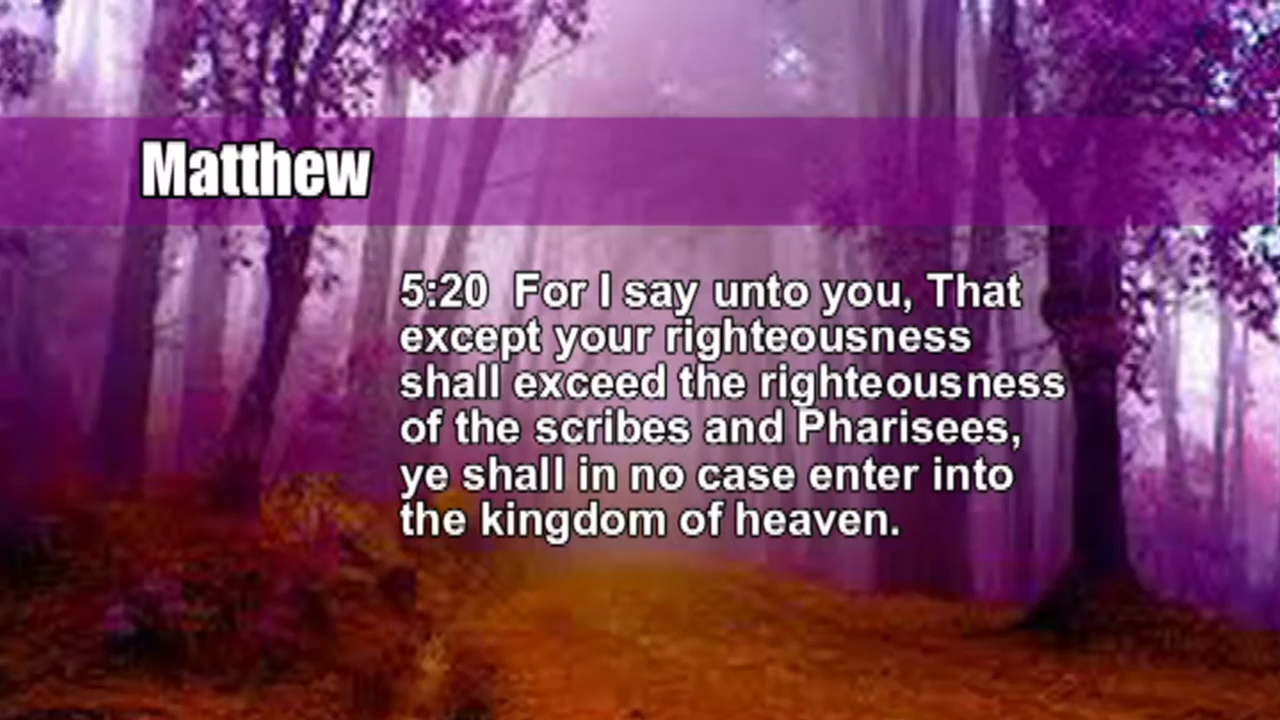 Matthew
5:20 For I say unto you, That
except your righteousness
shall exceed the righteousness
of the scribes and Pharisees,
ye shall in no case enter into
the kingdom of heaven.